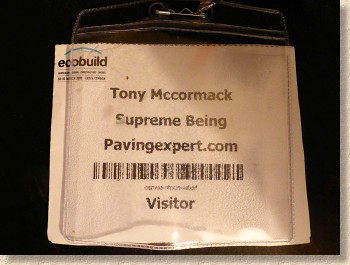 ecobuild
Tony Mccormack
Supreme Being
Pavingexpert.com
Visitor